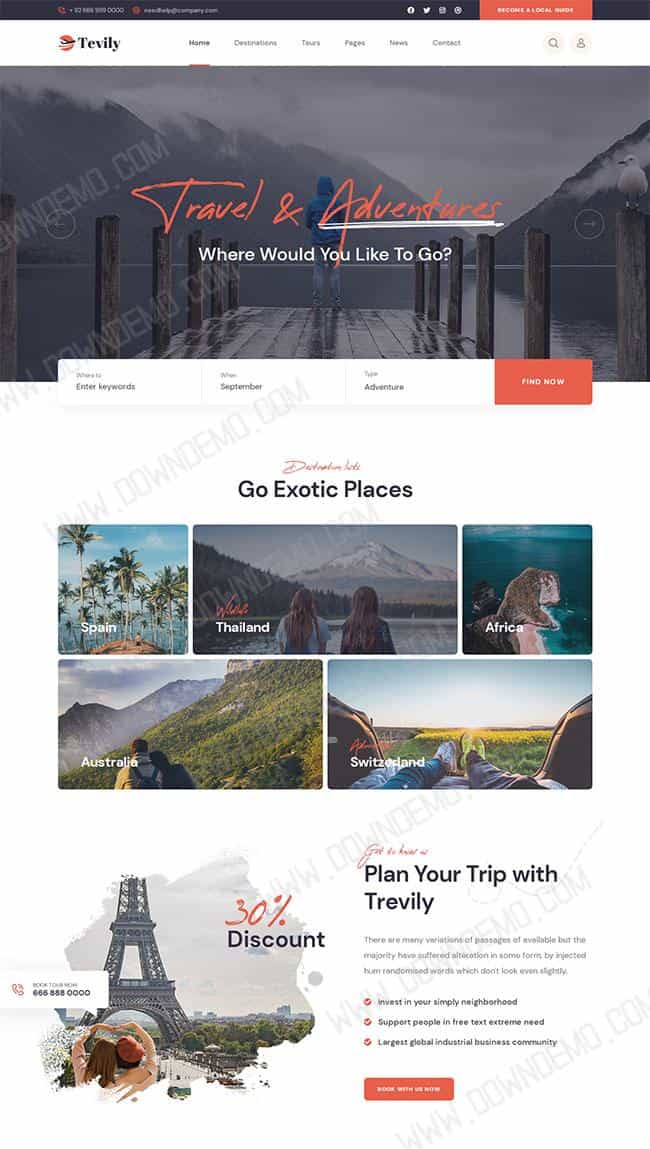 + 92 666 999 0000
needhelp@company.com
BECOME A LOCAL GUIDE
Tevily
Home
Destinations
Tours
Pages
News
Contact
Travel & Adventures
Where Would You Like To Go?
Where to
When
Type
Enter keywords
September
Adventure
FIND NOW
Destination lists
Go Exotic Places
Spain
Thailand
Africa
Australia
Switzerland
Get to know us
Plan Your Trip with
Trevily
30%
Discount
There are many variations of passages of available but the
majority have suffered alteration in some form, by injected
hum randomised words which don't look even slightly.
BOOK TOUR NOW
666 888 0000
Invest in your simply neighborhood
Support people in free text extreme need
Largest global industrial business community
BOOK WITH US NOW
WWW.DOWNDEMO.COM